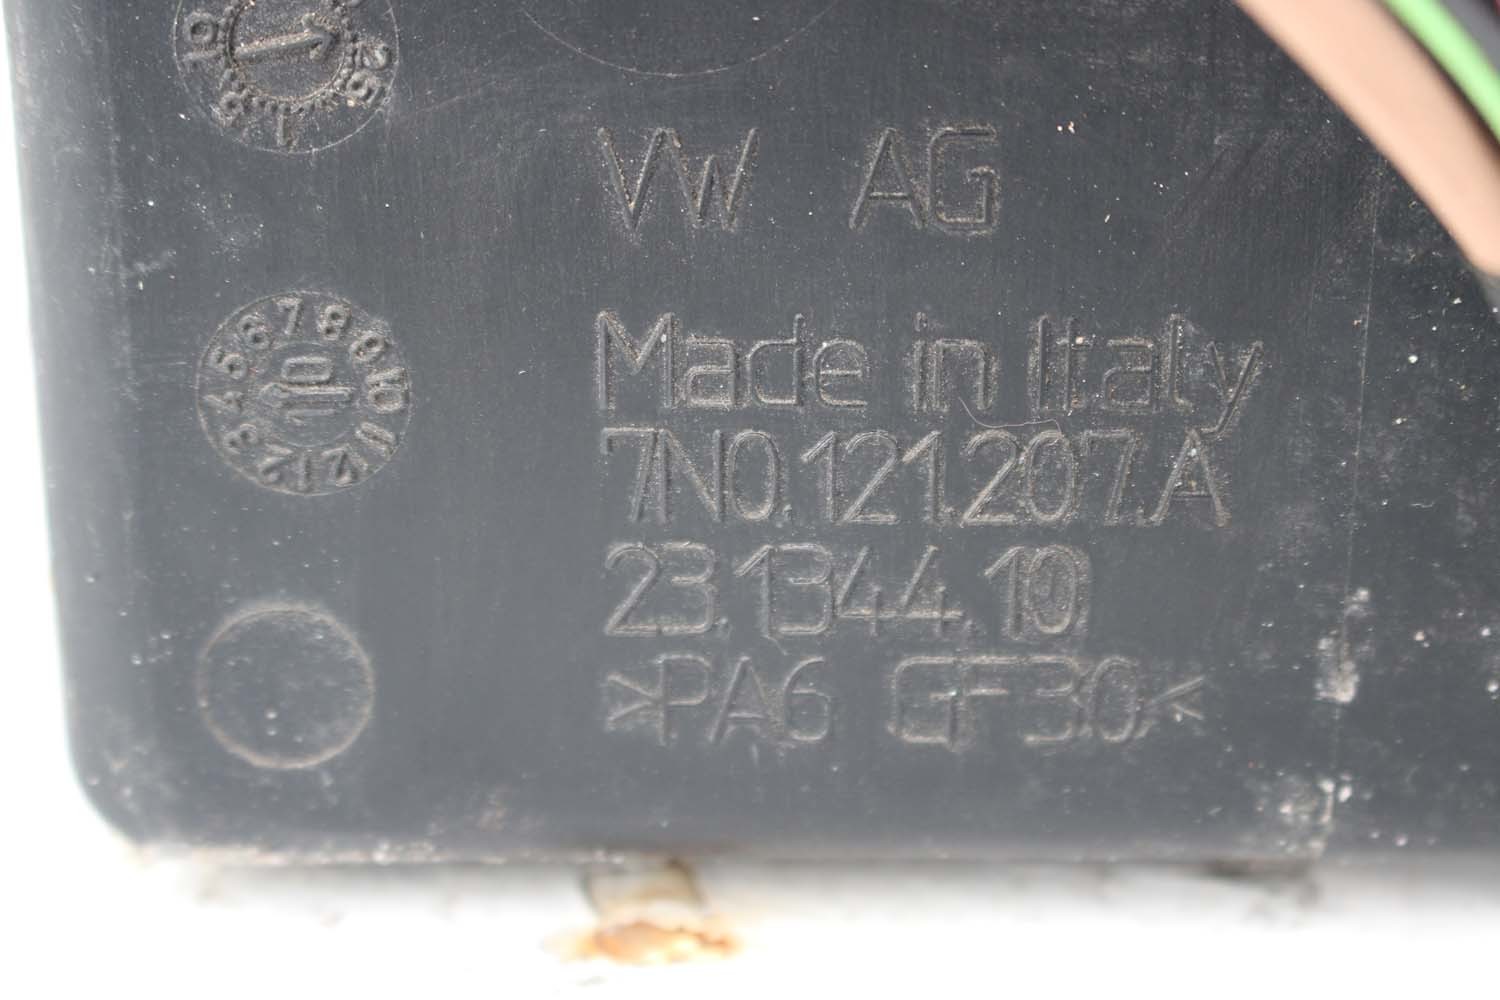 VW AG
Made in Italy
7N0.121.207.A
23.1344.10
>PA6 GF30<